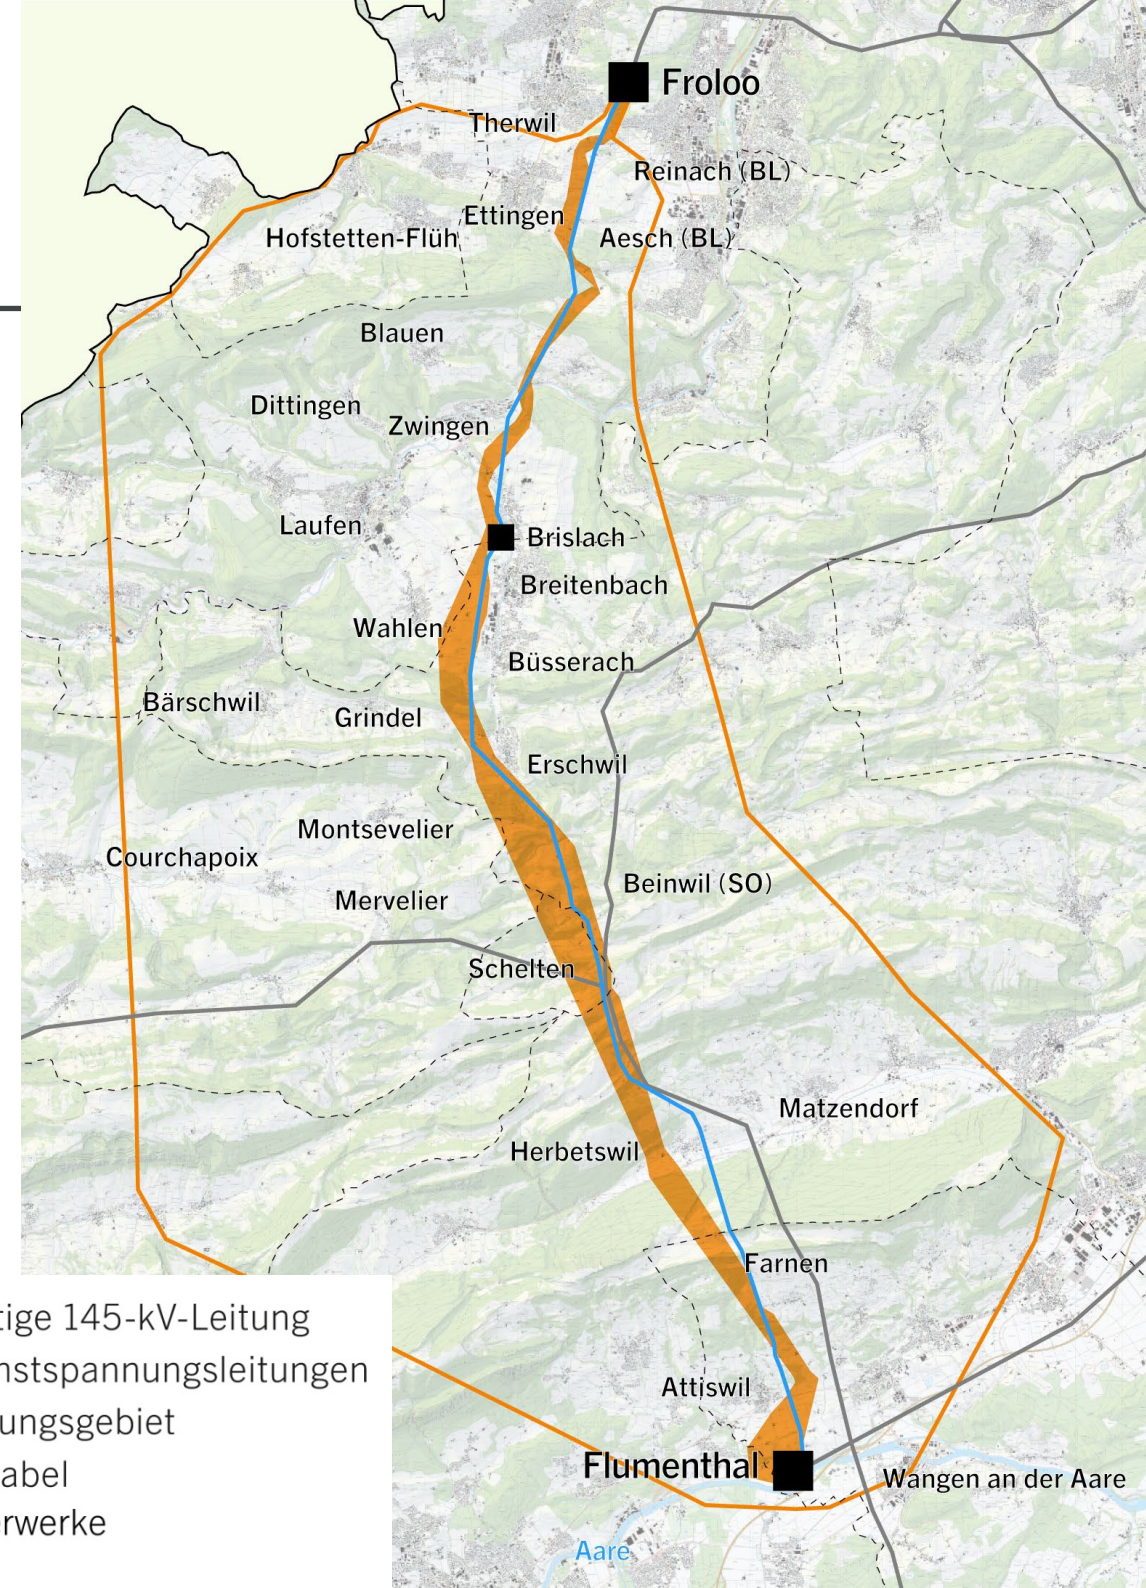 Froloo
Therwil
Reinach (BL)
Ettingen
Hofstetten-Flüh
Aesch (BL)
Blauen
Dittingen
Zwingen
Laufen
Brislach
Breitenbach
Wahlen
Büsserach
Bärschwil
Grindel
Erschwil
Montsevelier
Courchapoix
Beinwil (SO)
Mervelier
Schelten
Matzendorf
Herbetswil
Farnen
tige 145-kV-Leitung
nstspannungsleitungen
Attiswil
ungsgebiet
Flumenthal
abel
Wangen an der Aare
rwerke
Aare